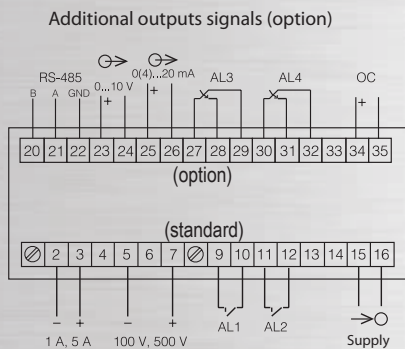 Additional outputs signals (option)
RS-485
0...10 V
0(4)...20 mA
AL3
AL4
OC
B A GND
+
+
+
20 21 22 23 24 25 26 27 28 29 30 31 32 33 34 35
(option)
(standard)
2 3 4 5 6 7 9 10 11 12 13 14 15 16
− + − +
1 A, 5 A
100 V, 500 V
AL1
AL2
Supply